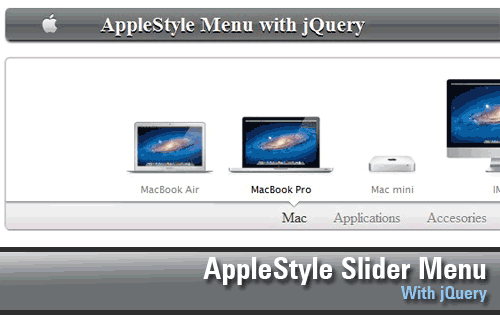 AppleStyle Menu with jQuery
MacBook Air
MacBook Pro
Mac mini
Mac
Applications
Accesories
AppleStyle Slider Menu
With jQuery